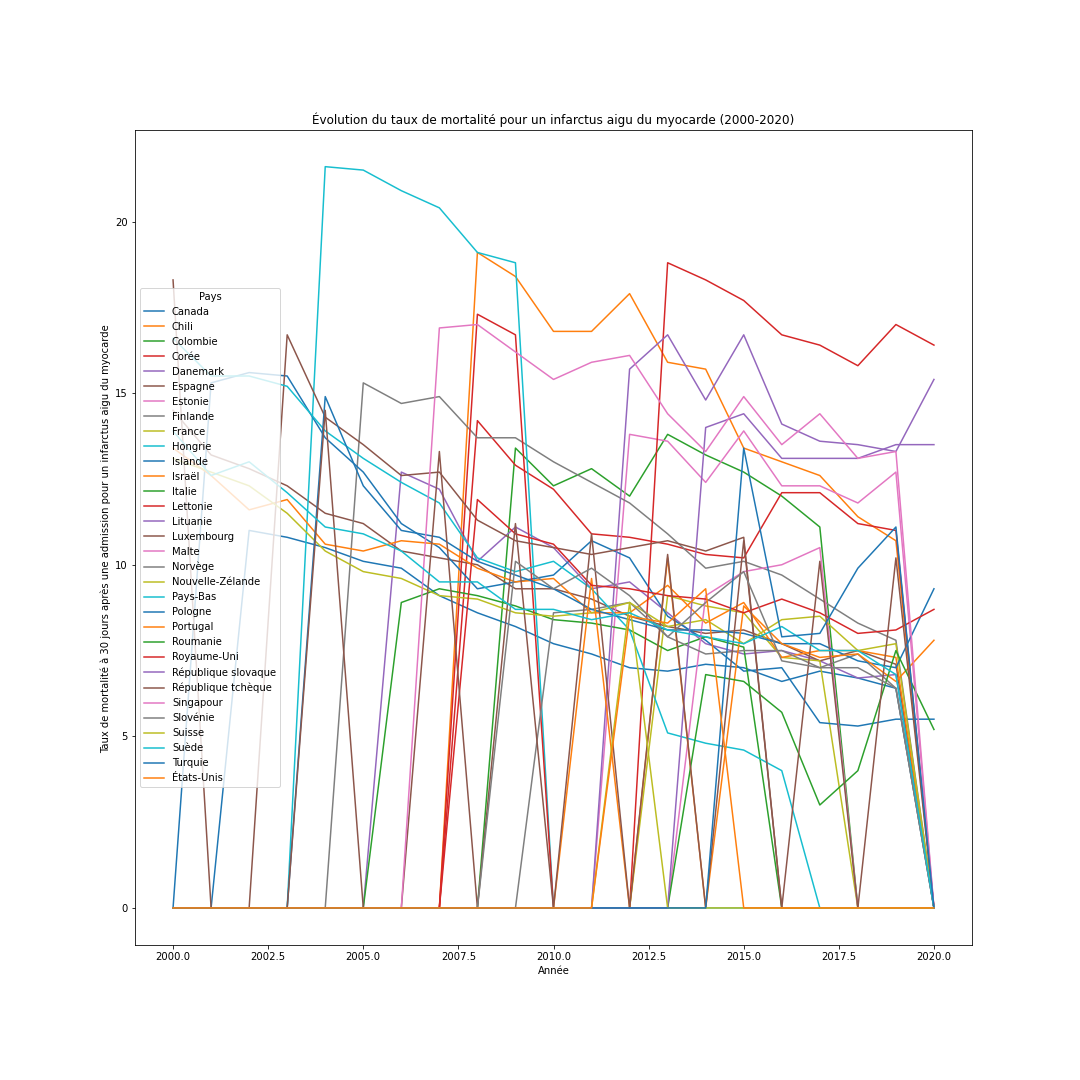 Évolution du taux de mortalité pour un infarctus aigu du myocarde (2000-2020)
Taux de mortalité à 30 jours après une admission pour un infarctus aigu du myocarde
20
15
10
5
0
Pays
Canada
Chili
Colombie
Corée
Danemark
Espagne
Estonie
Finlande
France
Hongrie
Islande
Israël
Italie
Lettonie
Lituanie
Luxembourg
Malte
Norvège
Nouvelle-Zélande
Pays-Bas
Pologne
Portugal
Roumanie
Royaume-Uni
République slovaque
République tchèque
Singapour
Slovénie
Suisse
Suède
Turquie
États-Unis
2000.0 2002.5 2005.0 2007.5 2010.0 2012.5 2015.0 2017.5 2020.0
Année